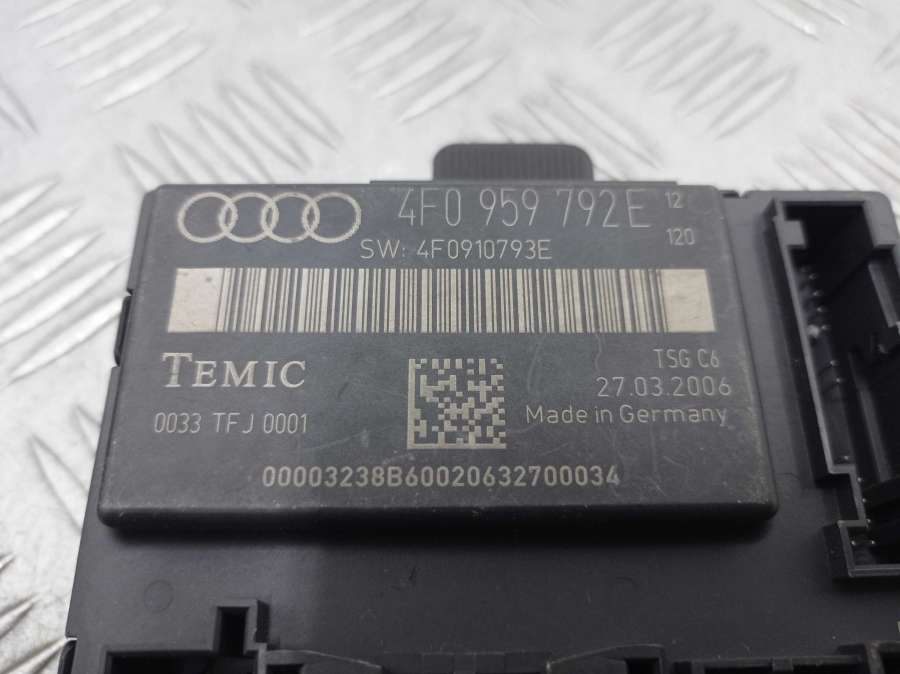 4F0 959 792E 12
120
SW: 4F0910793E
TEMIC
TSG C6
27.03.2006
0033 TFJ 0001
Made in Germany
00003238B60020632700034